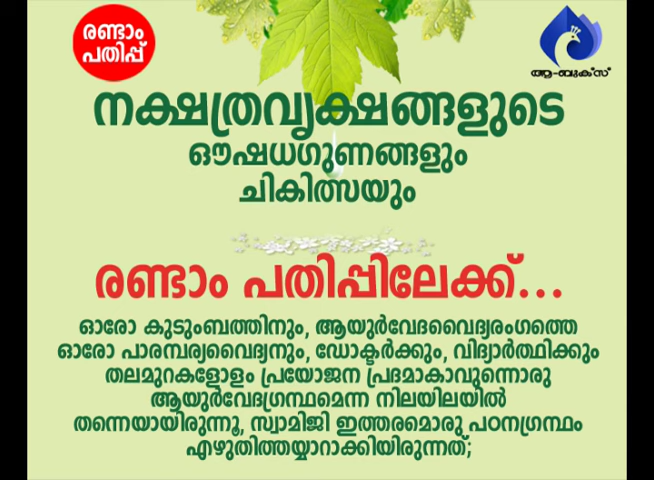 രണ്ടാം
പതിപ്പ്
ആ-ബുക്സ്
നക്ഷത്രവൃക്ഷങ്ങളുടെ
ഔഷധഗുണങ്ങളും
ചികിത്സയും
രണ്ടാം പതിപ്പിലേക്ക്...
ഓരോ കുടുംബത്തിനും, ആയുർവേദവൈദ്യരംഗത്തെ
ഓരോ പാരമ്പര്യവൈദ്യനും, ഡോക്ടർക്കും, വിദ്യാർത്ഥിക്കും
തലമുറകളോളം പ്രയോജന പ്രദമാകാവുന്നൊരു
ആയുർവേദഗ്രന്ഥമെന്ന നിലയിലയിൽ
തന്നെയായിരുന്നൂ, സ്വാമിജി ഇത്തരമൊരു പഠനഗ്രന്ഥം
എഴുതിത്തയ്യാറാക്കിയിരുന്നത്;